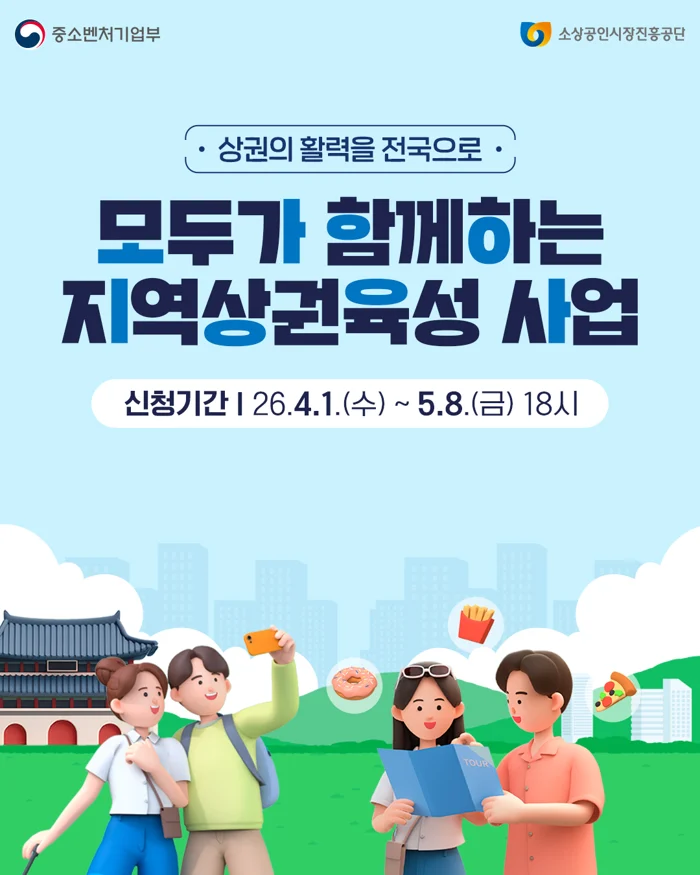 중소벤처기업부
소상공인시장진흥공단
· 상권의 활력을 전국으로 ·
모두가 함께하는
지역상권육성 사업
신청기간 | 26.4.1.(수) ~ 5.8.(금) 18시
TOUR